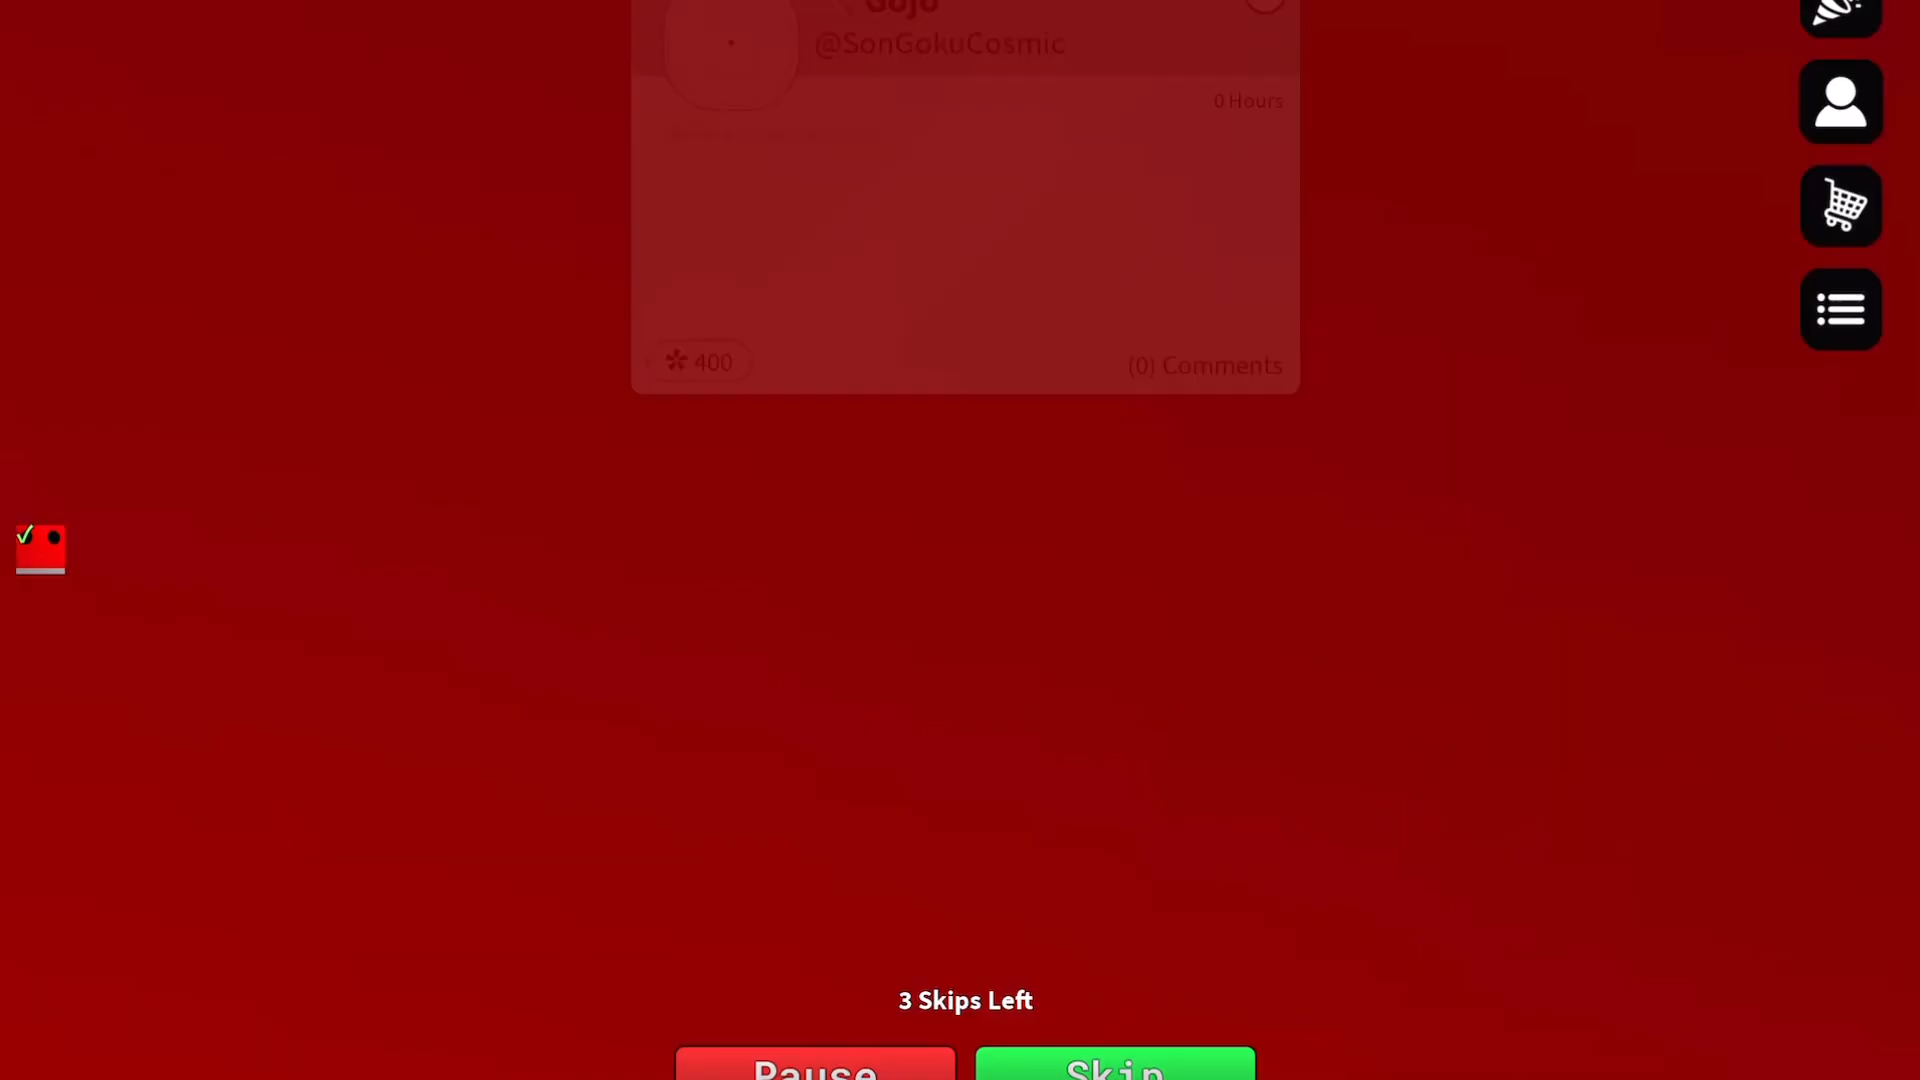 Gojo
@SonGokuCosmic
0 Hours
400
(0) Comments
3 Skips Left
Pause
Skip